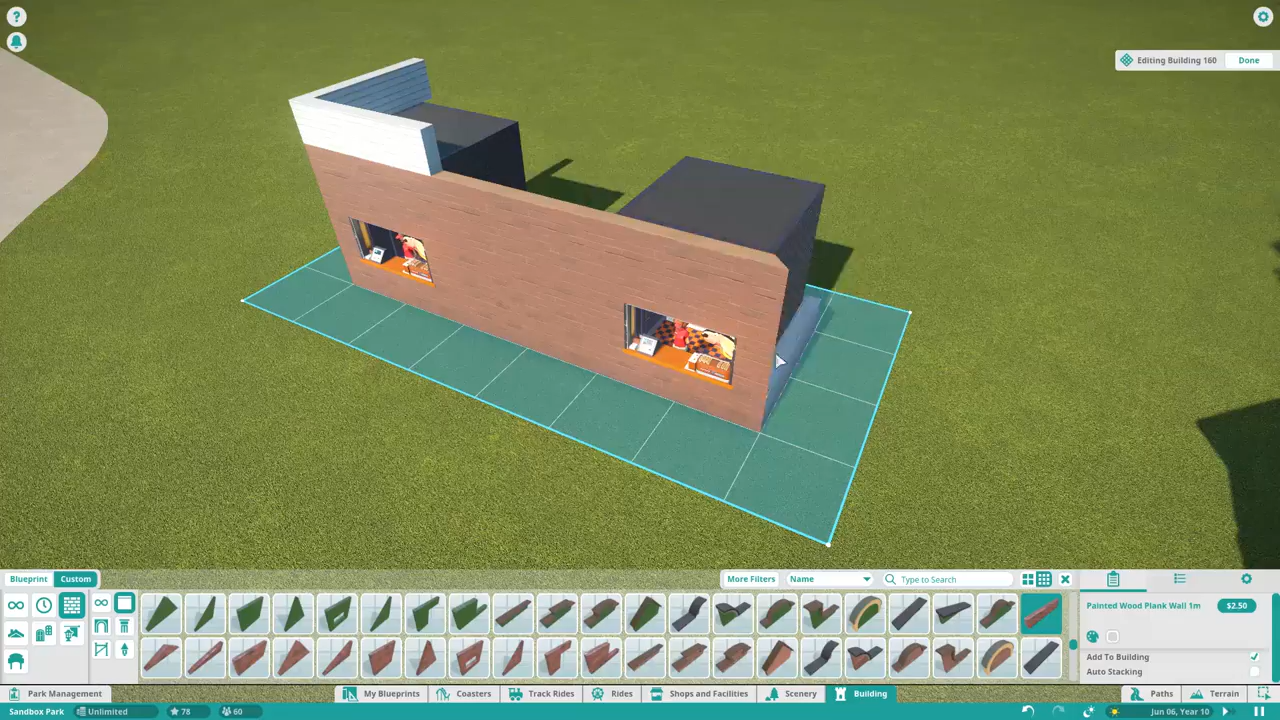 ?
Editing Building 160
Done
Blueprint
Custom
More Filters
Name
Type to Search
Painted Wood Plank Wall 1m
$2.50
Add To Building
Auto Stacking
Park Management
My Blueprints
Coasters
Track Rides
Rides
Shops and Facilities
Scenery
Building
Paths
Terrain
Sandbox Park
Unlimited
78
60
Jun 06, Year 10